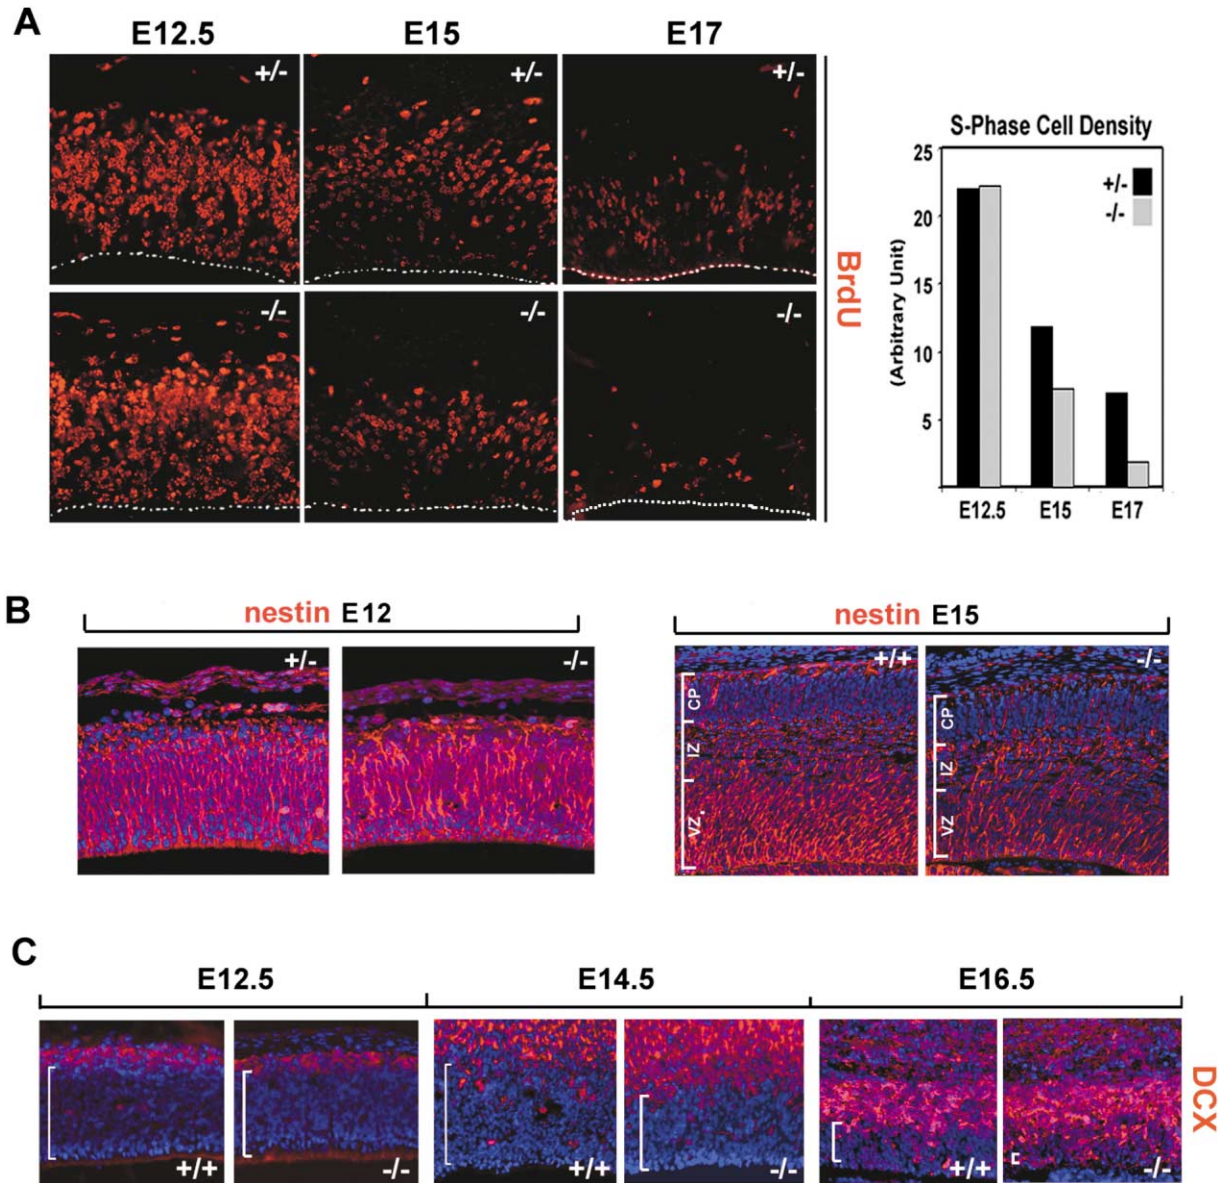 A
E12.5 E15 E17
+/- +/- +/-
-/- -/- -/-
BrdU
S-Phase Cell Density
(Arbitrary Unit)
25
20
15
10
5
+/-
-/-
E12.5 E15 E17
B
nestin E12
+/- -/-
nestin E15
+/+ -/-
CP IZ VZ
CP IZ VZ
C
E12.5 E14.5 E16.5
+/+ -/- +/+ -/- +/+ -/-
DCX